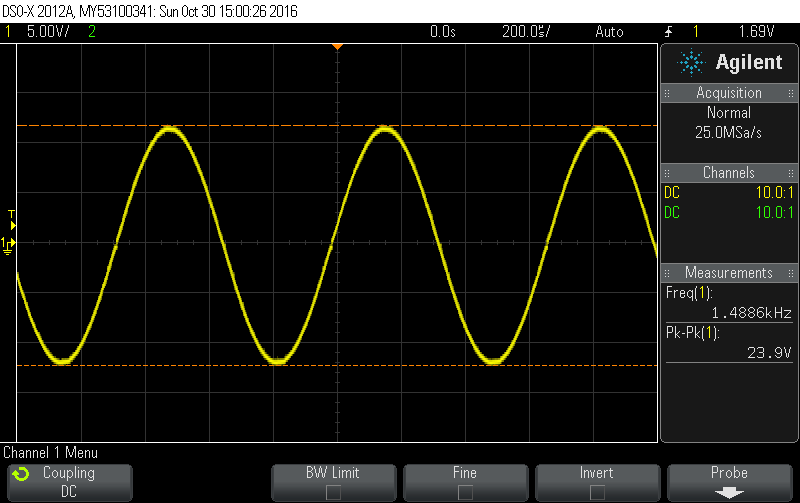 DSO-X 2012A, MY53100341: Sun Oct 30 15:00:26 2016
1 5.00V/ 2 0.0s 200.0µs/ Auto 1 1.69V
Agilent
Acquisition
Normal
25.0MSa/s
Channels
DC 10.0:1
DC 10.0:1
Measurements
Freq(1):
1.4886kHz
Pk-Pk(1):
23.9V
T
1
Channel 1 Menu
Coupling
DC
BW Limit
Fine
Invert
Probe